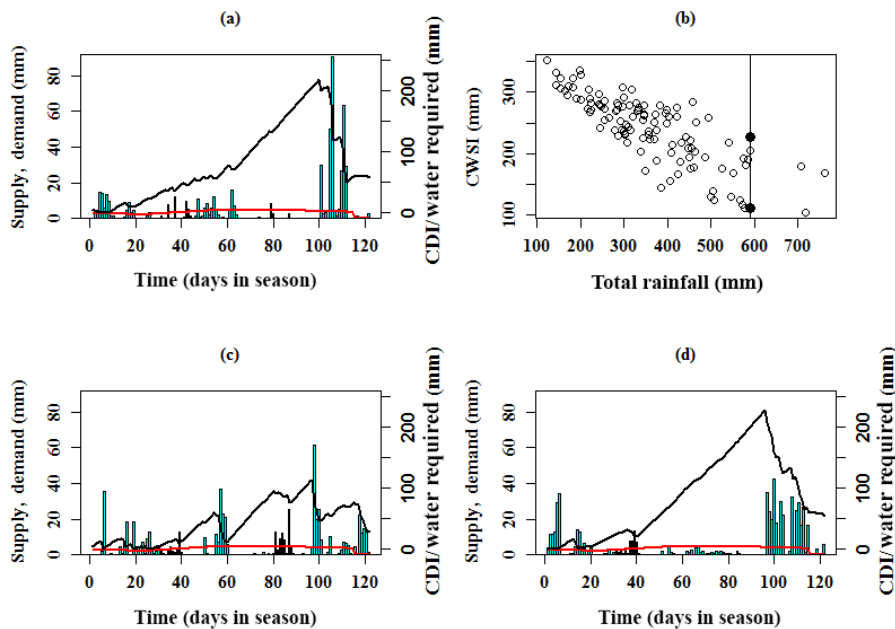 (a)
Supply, demand (mm)
0 20 40 60 80
0 100 200
CDI/water required (mm)
0 20 40 60 80 100 120
Time (days in season)
(b)
CWSI (mm)
100 200 300
100 200 300 400 500 600 700
Total rainfall (mm)
(c)
Supply, demand (mm)
0 20 40 60 80
0 100 200
CDI/water required (mm)
0 20 40 60 80 100 120
Time (days in season)
(d)
Supply, demand (mm)
0 20 40 60 80
0 100 200
CDI/water required (mm)
0 20 40 60 80 100 120
Time (days in season)